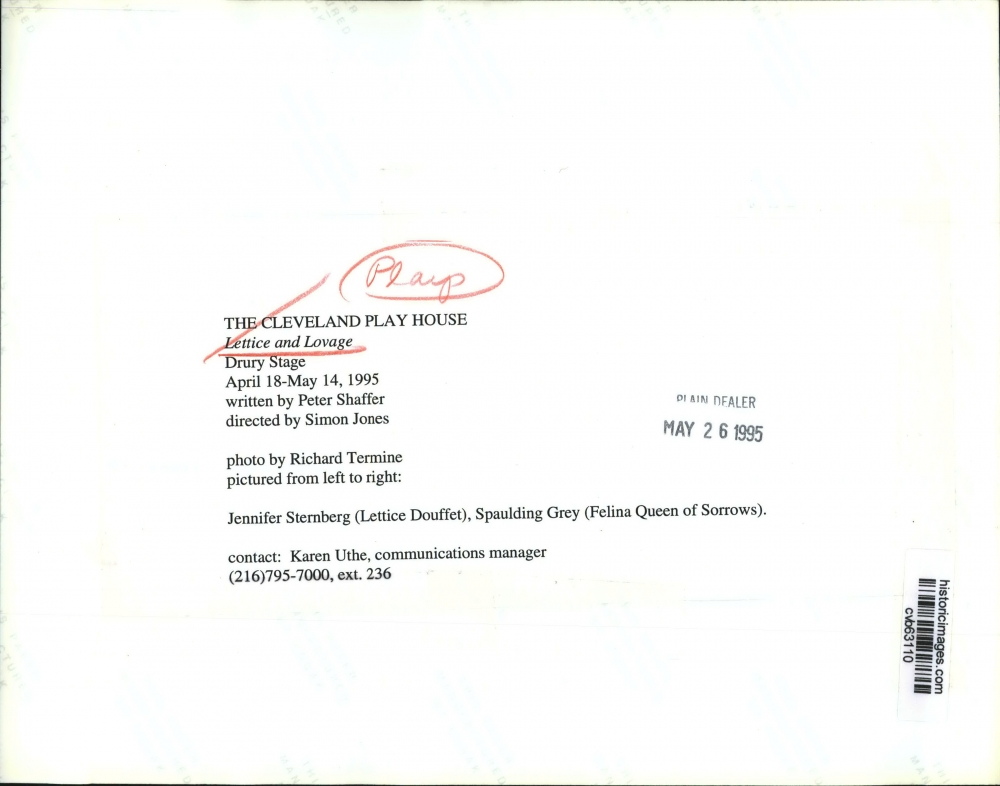 Playp
THE CLEVELAND PLAY HOUSE
Lettice and Lovage
Drury Stage
April 18-May 14, 1995
written by Peter Shaffer
directed by Simon Jones
PLAIN DEALER
MAY 26 1995
photo by Richard Termine
pictured from left to right:
Jennifer Sternberg (Lettice Douffet), Spaulding Grey (Felina Queen of Sorrows).
contact: Karen Uthe, communications manager
(216)795-7000, ext. 236
historicimages.com
cvb63110